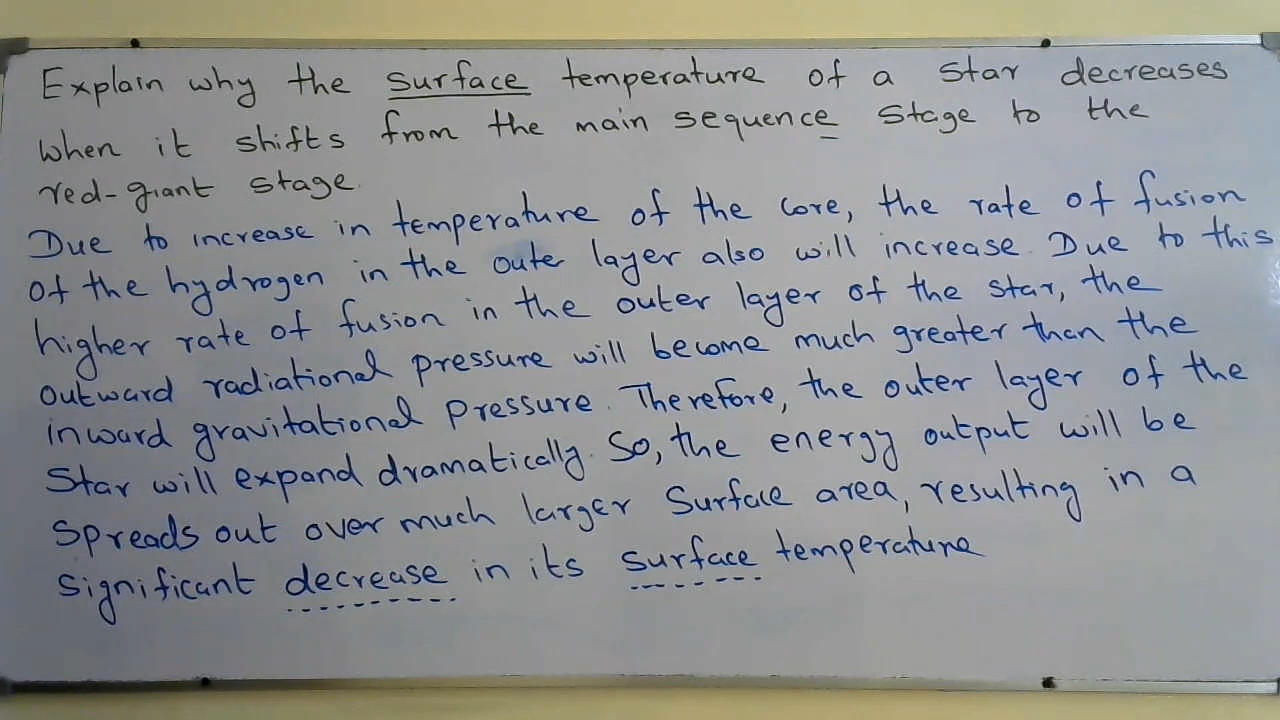 Explain why the surface temperature of a star decreases
when it shifts from the main sequence stage to the
red-giant stage.
Due to increase in temperature of the core, the rate of fusion
of the hydrogen in the outer layer also will increase. Due to this
higher rate of fusion in the outer layer of the star, the
outward radiational pressure will become much greater than the
inward gravitational pressure. Therefore, the outer layer of the
star will expand dramatically. So, the energy output will be
spreads out over much larger surface area, resulting in a
significant decrease in its surface temperature